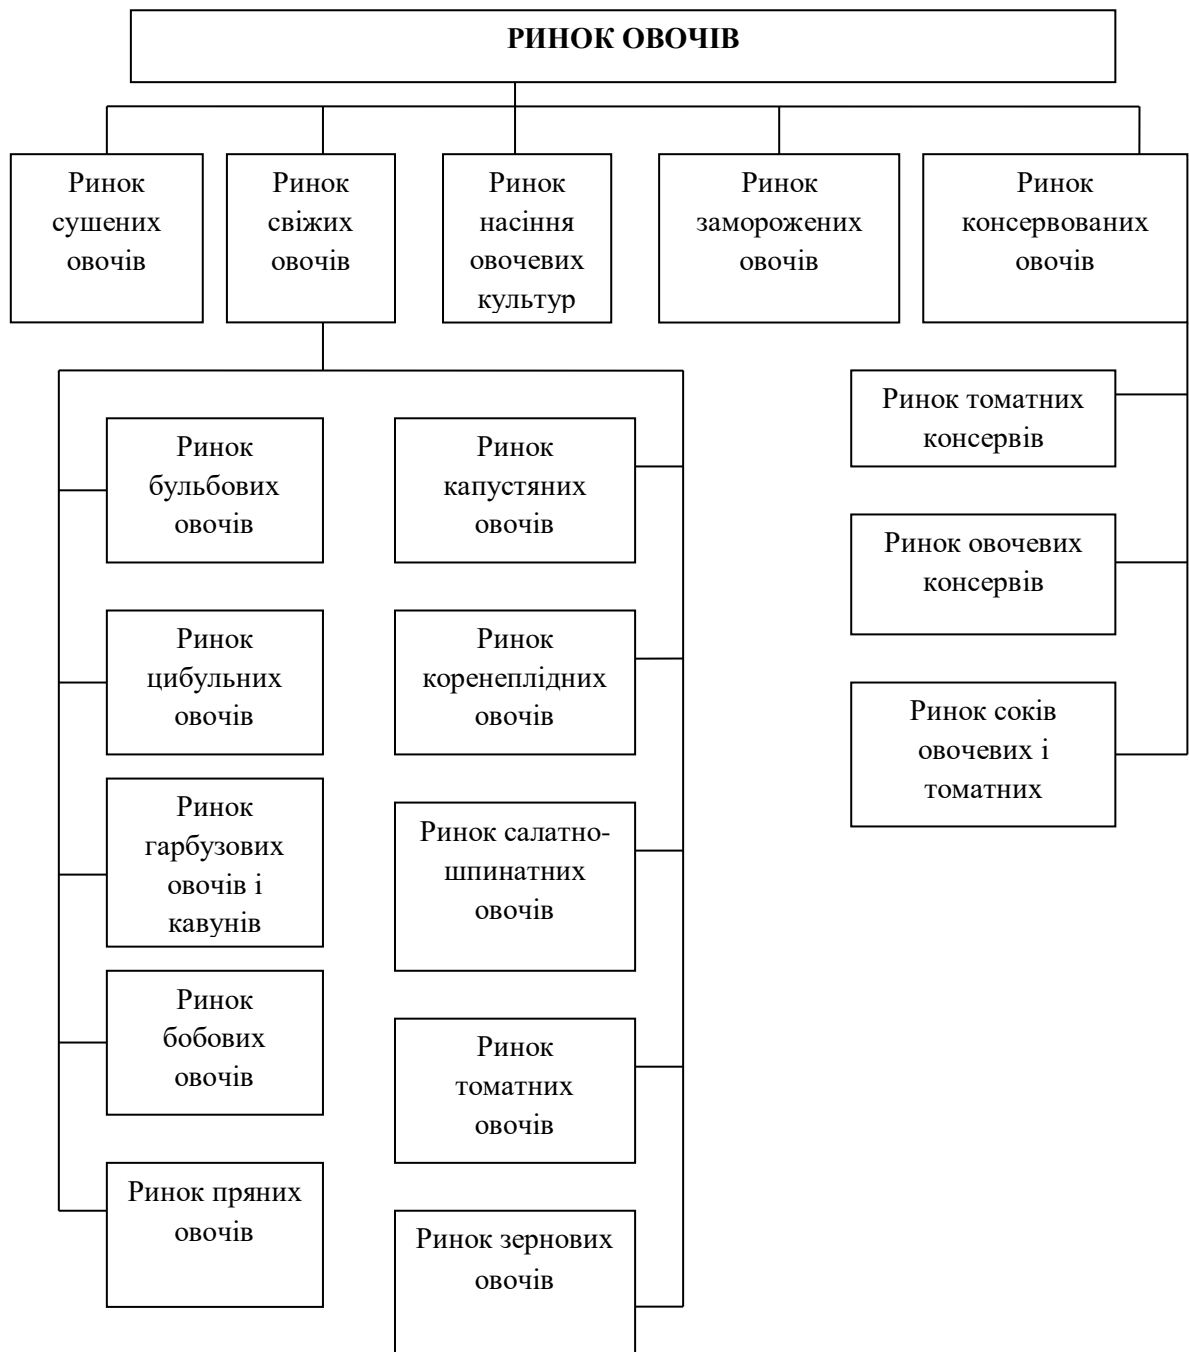 РИНОК ОВОЧІВ
Ринок
сушених
овочів
Ринок
свіжих
овочів
Ринок
насіння
овочевих
культур
Ринок
заморожених
овочів
Ринок
консервованих
овочів
Ринок
бульбових
овочів
Ринок
цибульних
овочів
Ринок
гарбузових
овочів і
кавунів
Ринок
бобових
овочів
Ринок пряних
овочів
Ринок
капустяних
овочів
Ринок
коренеплідних
овочів
Ринок салатно-
шпинатних
овочів
Ринок
томатних
овочів
Ринок зернових
овочів
Ринок томатних
консервів
Ринок овочевих
консервів
Ринок соків
овочевих і
томатних